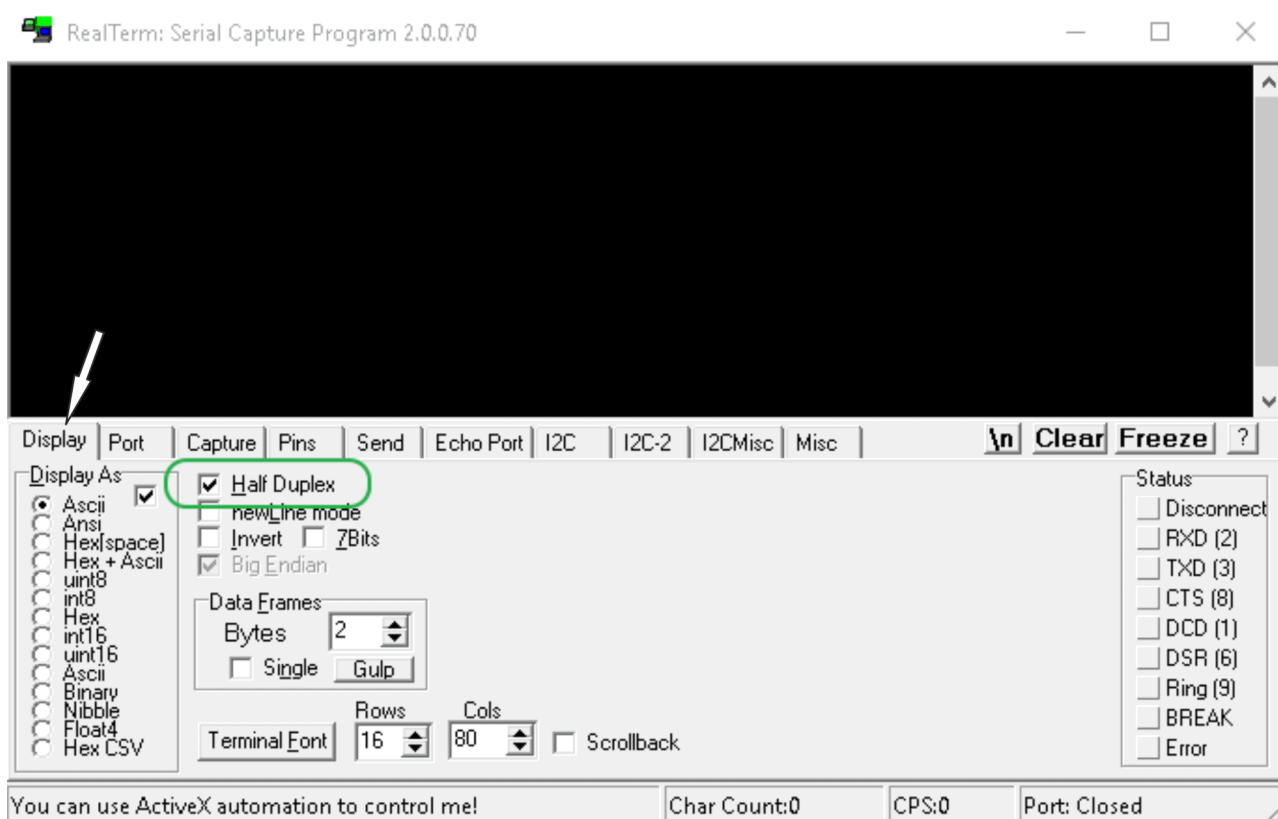 RealTerm: Serial Capture Program 2.0.0.70
Display Port Capture Pins Send Echo Port I2C I2C-2 I2CMisc Misc \n Clear Freeze ?
Display As
Ascii
Ansi
Hex[space]
Hex + Ascii
uint8
int8
Hex
int16
uint16
Ascii
Binary
Nibble
Float4
Hex CSV
Half Duplex
newLine mode
Invert 7Bits
Big Endian
Data Frames
Bytes 2
Single Gulp
Rows Cols
Terminal Font 16 80 Scrollback
Status
Disconnect
RXD (2)
TXD (3)
CTS (8)
DCD (1)
DSR (6)
Ring (9)
BREAK
Error
You can use ActiveX automation to control me! Char Count:0 CPS:0 Port: Closed